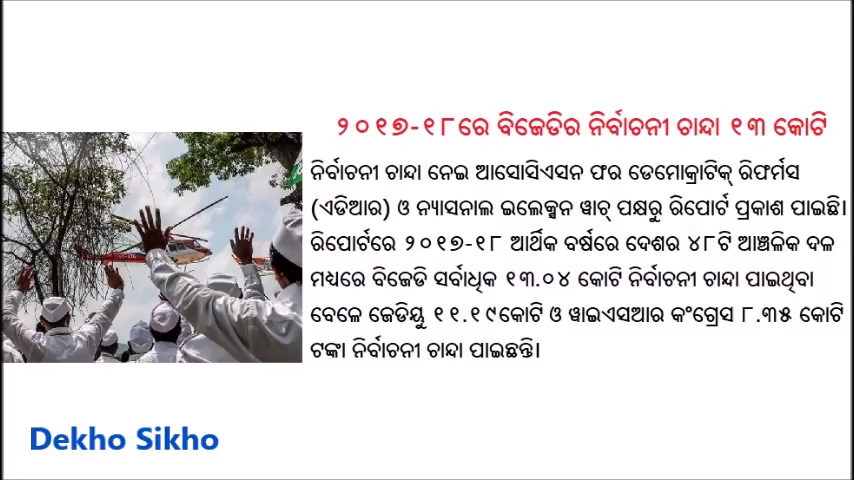 ୨୦୧୭-୧୮ରେ ବିଜେଡିର ନିର୍ବାଚନୀ ଚାନ୍ଦା ୧୩ କୋଟି
ନିର୍ବାଚନୀ ଚାନ୍ଦା ନେଇ ଆସୋସିଏସନ ଫର ଡେମୋକ୍ରାଟିକ୍ ରିଫର୍ମସ
(ଏଡିଆର) ଓ ନ୍ୟାସନାଲ ଇଲେକ୍ସନ ୱାଚ୍ ପକ୍ଷରୁ ରିପୋର୍ଟ ପ୍ରକାଶ ପାଇଛି।
ରିପୋର୍ଟରେ ୨୦୧୭-୧୮ ଆର୍ଥିକ ବର୍ଷରେ ଦେଶର ୪୮ଟି ଆଞ୍ଚଳିକ ଦଳ
ମଧ୍ୟରେ ବିଜେଡି ସର୍ବାଧିକ ୧୩.୦୪ କୋଟି ନିର୍ବାଚନୀ ଚାନ୍ଦା ପାଇଥିବା
ବେଳେ ଜେଡିୟୁ ୧୧.୧୯କୋଟି ଓ ୱାଇଏସଆର କଂଗ୍ରେସ ୮.୩୫ କୋଟି
ଟଙ୍କା ନିର୍ବାଚନୀ ଚାନ୍ଦା ପାଇଛନ୍ତି।
Dekho Sikho